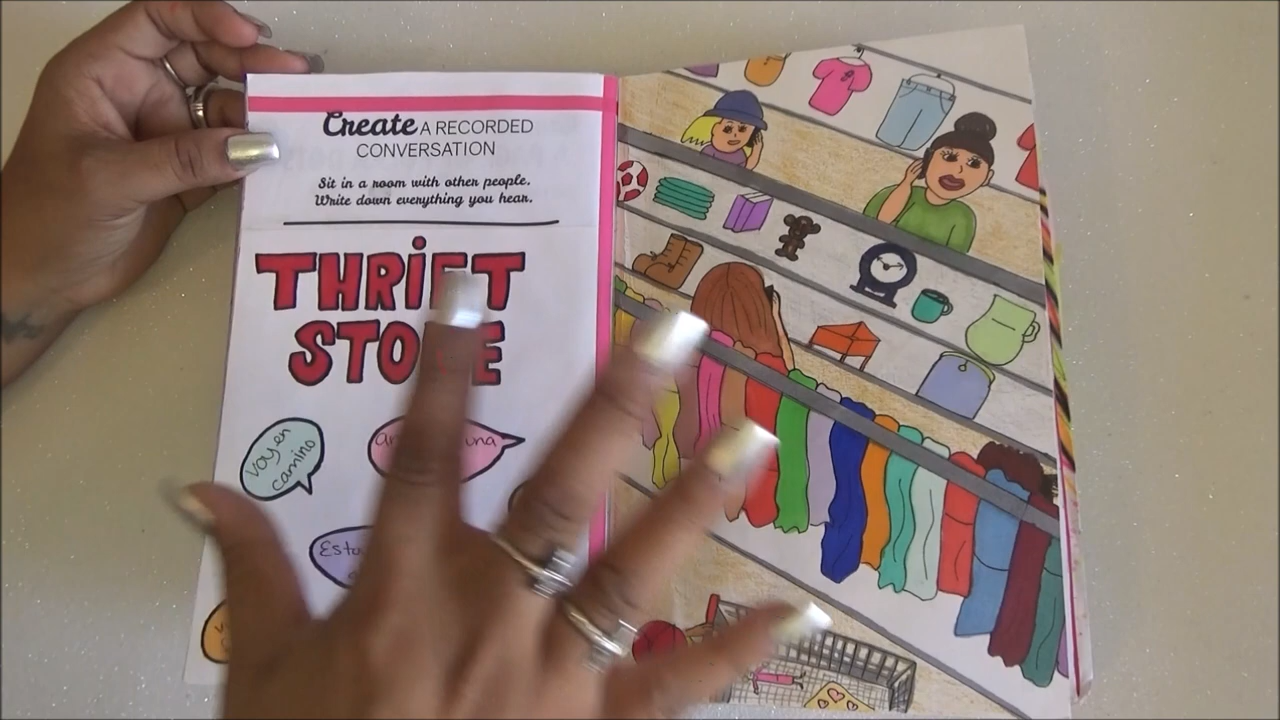 Create A RECORDED
CONVERSATION
Sit in a room with other people.
Write down everything you hear.
THRIFT
STORE
Voy en
camino
una